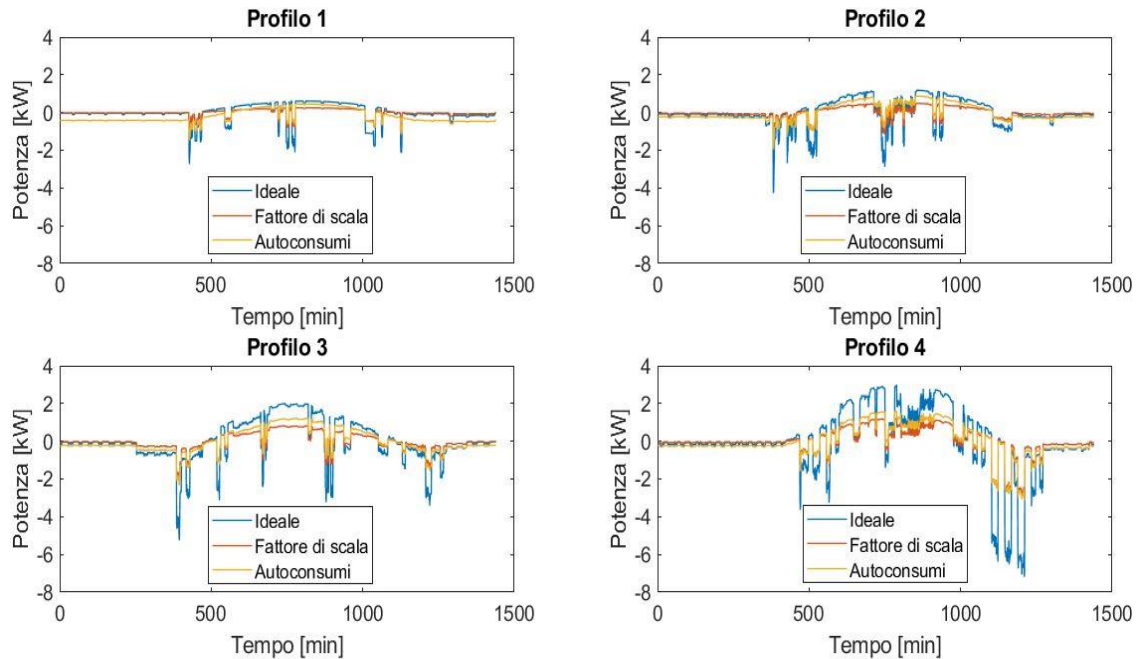 Profilo 1
4
2
0
-2
-4
-6
-8
Potenza [kW]
Ideale
Fattore di scala
Autoconsumi
0 500 1000 1500
Tempo [min]
Profilo 2
4
2
0
-2
-4
-6
-8
Potenza [kW]
Ideale
Fattore di scala
Autoconsumi
0 500 1000 1500
Tempo [min]
Profilo 3
4
2
0
-2
-4
-6
-8
Potenza [kW]
Ideale
Fattore di scala
Autoconsumi
0 500 1000 1500
Tempo [min]
Profilo 4
4
2
0
-2
-4
-6
-8
Potenza [kW]
Ideale
Fattore di scala
Autoconsumi
0 500 1000 1500
Tempo [min]